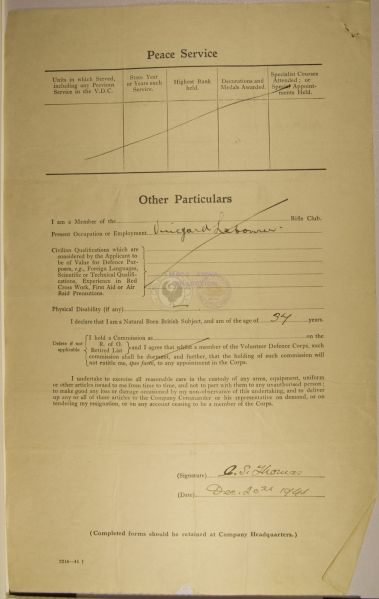 Peace Service
Units in which Served, including any Previous Service in the V.D.C.
State Year or Years such Service.
Highest Rank held.
Decorations and Medals Awarded.
Specialist Courses Attended; or Special Appointments Held.
Other Particulars
I am a Member of the Rifle Club.
Present Occupation or Employment Vineyard Labourer.
Civilian Qualifications which are
considered by the Applicant to
be of Value for Defence Pur-
poses, e.g., Foreign Languages,
Scientific or Technical Qualifi-
cations, Experience in Red
Cross Work, First Aid or Air
Raid Precautions.
Physical Disability (if any)
I declare that I am a Natural Born British Subject, and am of the age of 34 years.
Delete if not applicable
I hold a Commission as on the
R. of O.
Retired List
and I agree that whilst a member of the Volunteer Defence Corps, such
commission shall be dormant, and further, that the holding of such commission will
not entitle me, ipso facto, to any appointment in the Corps.
I undertake to exercise all reasonable care in the custody of any arms, equipment, uniform
or other articles issued to me from time to time, and not to part with them to any unauthorised person;
to make good any loss or damage occasioned by my non-observance of this undertaking, and to deliver
up any or all of these articles to the Company Commander or his representative on demand, or on
tendering my resignation, or on any account ceasing to be a member of the Corps.
(Signature) C. S. Thomas
(Date) Dec. 20th 1941
(Completed forms should be retained at Company Headquarters.)
2216—41 †